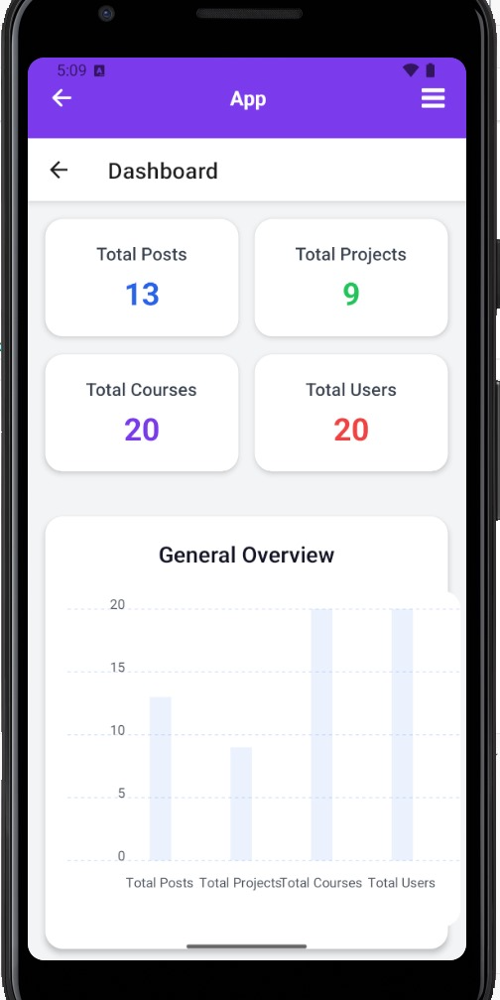 5:09
App
Dashboard
Total Posts
13
Total Projects
9
Total Courses
20
Total Users
20
General Overview
20
15
10
5
0
Total Posts Total Projects Total Courses Total Users